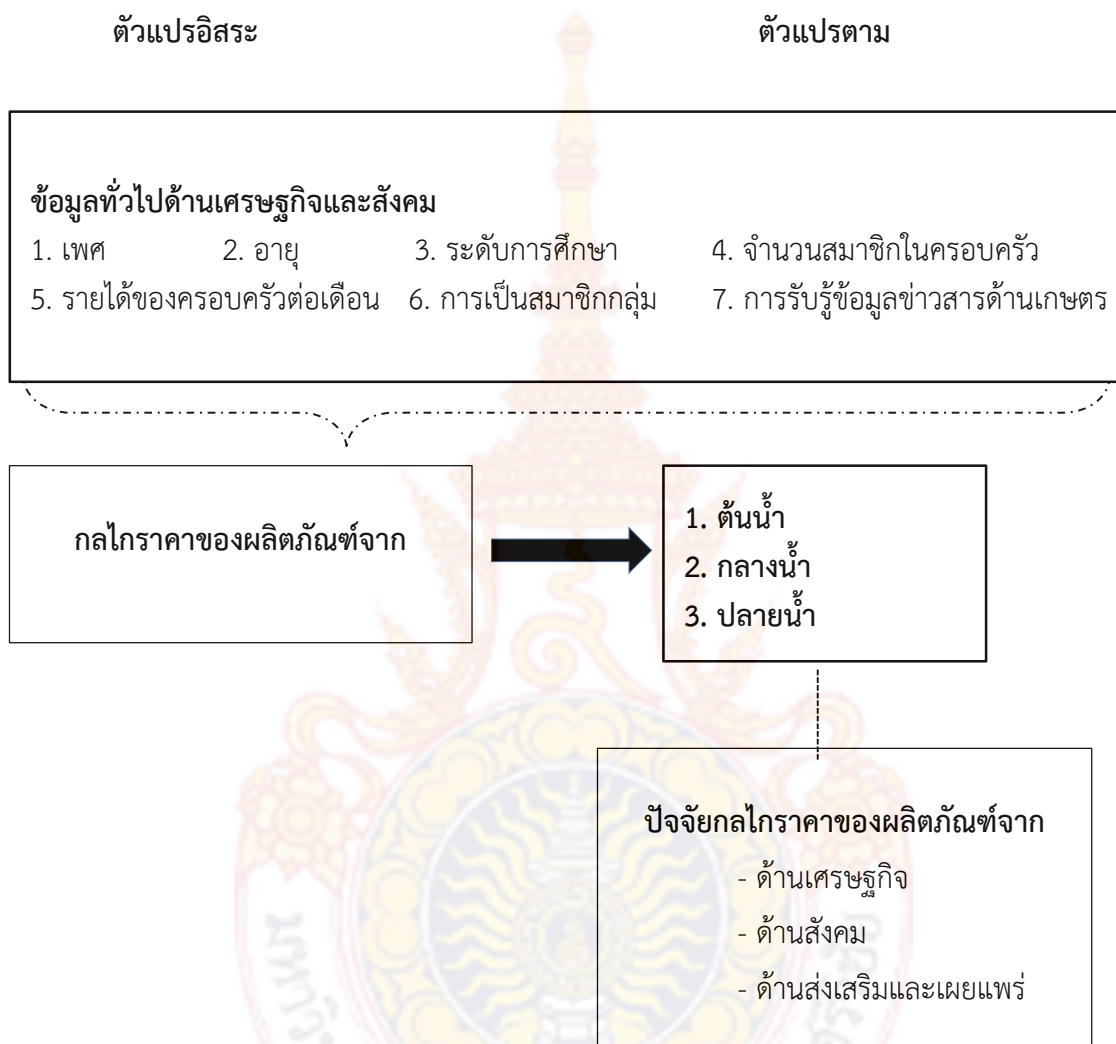 ตัวแปรอิสระ ตัวแปรตาม
ข้อมูลทั่วไปด้านเศรษฐกิจและสังคม
1. เพศ 2. อายุ 3. ระดับการศึกษา 4. จำนวนสมาชิกในครอบครัว
5. รายได้ของครอบครัวต่อเดือน 6. การเป็นสมาชิกกลุ่ม 7. การรับรู้ข้อมูลข่าวสารด้านเกษตร
กลไกราคาของผลิตภัณฑ์จาก
1. ต้นน้ำ
2. กลางน้ำ
3. ปลายน้ำ
ปัจจัยกลไกราคาของผลิตภัณฑ์จาก
- ด้านเศรษฐกิจ
- ด้านสังคม
- ด้านส่งเสริมและเผยแพร่